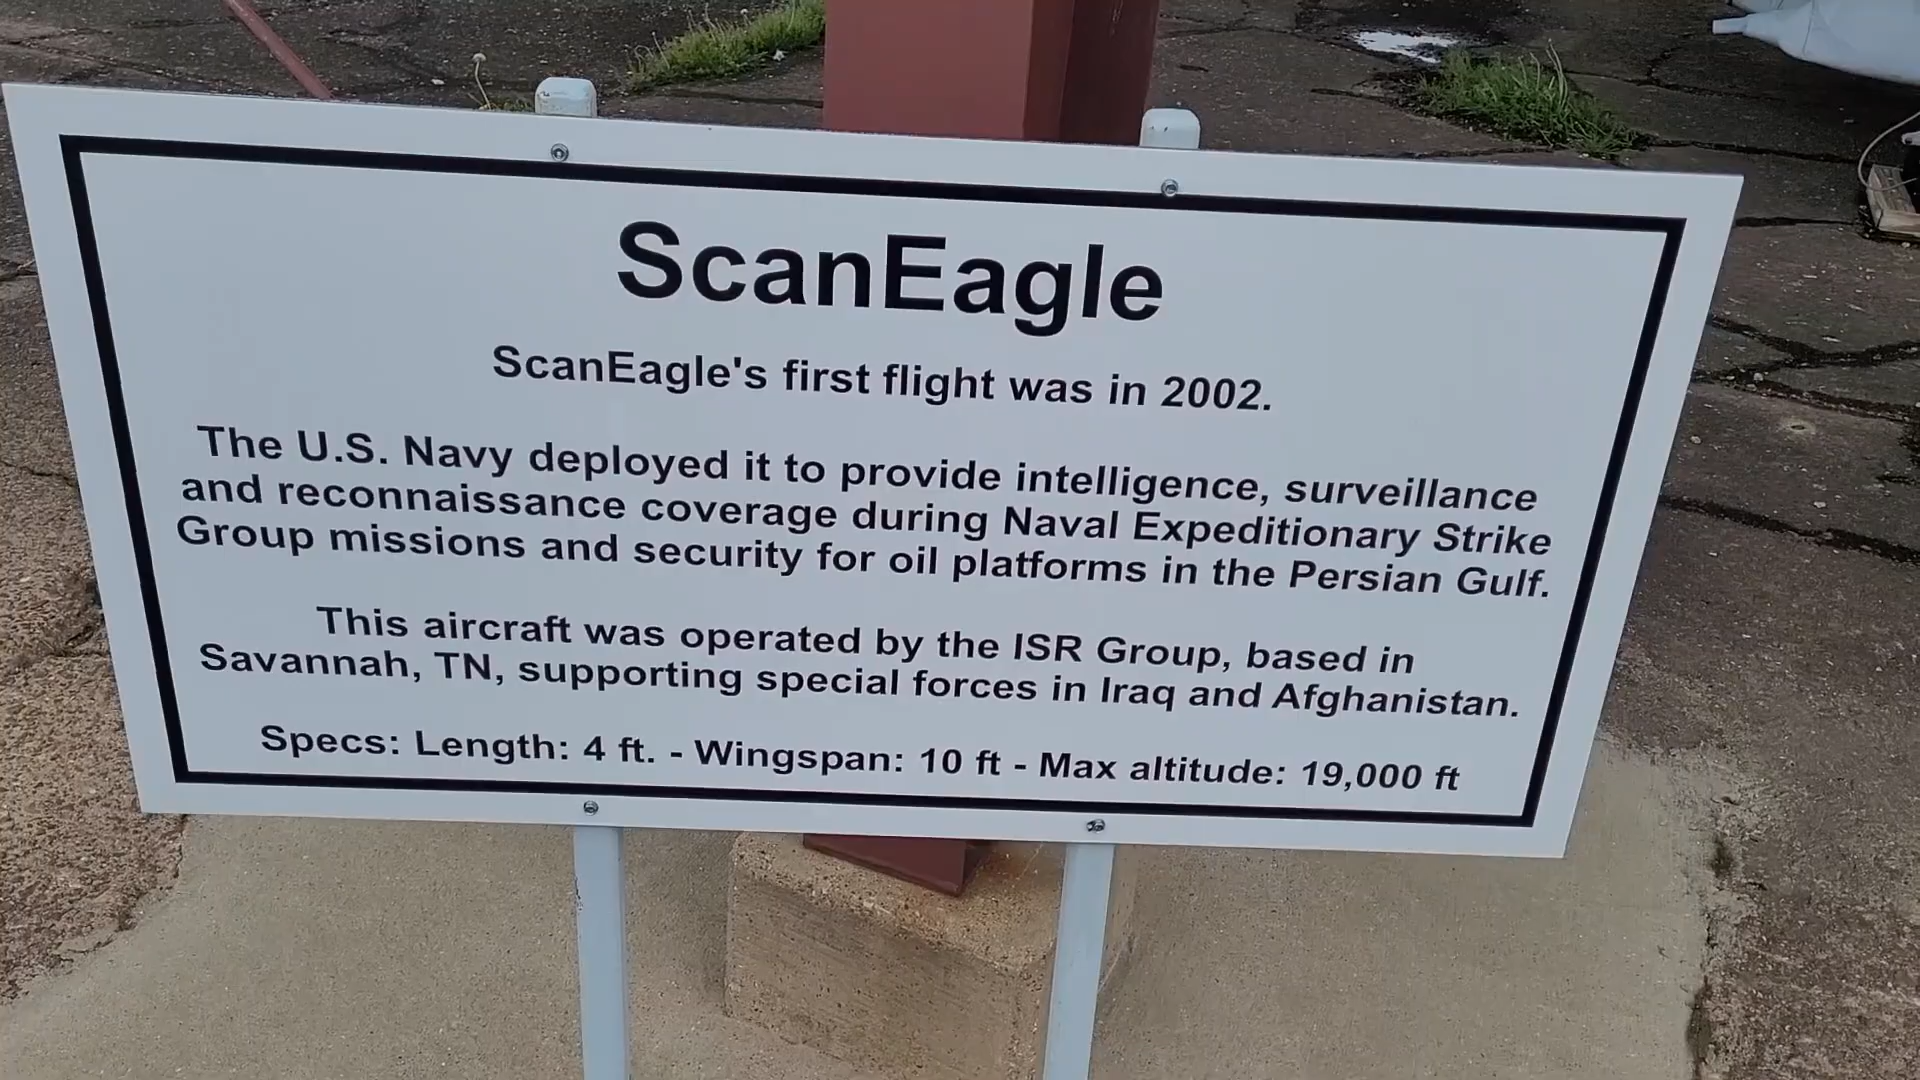 ScanEagle
ScanEagle's first flight was in 2002.
The U.S. Navy deployed it to provide intelligence, surveillance
and reconnaissance coverage during Naval Expeditionary Strike
Group missions and security for oil platforms in the Persian Gulf.
This aircraft was operated by the ISR Group, based in
Savannah, TN, supporting special forces in Iraq and Afghanistan.
Specs: Length: 4 ft. - Wingspan: 10 ft - Max altitude: 19,000 ft